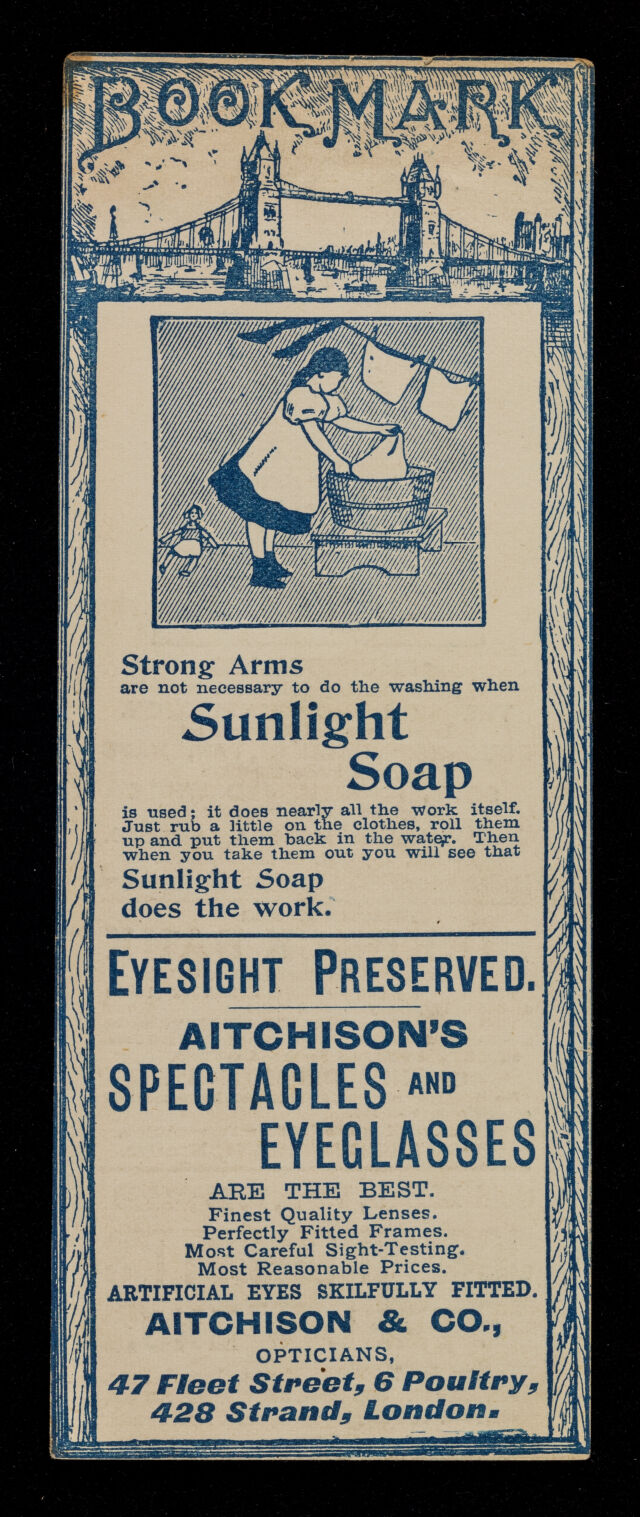 BOOK MARK
Strong Arms
are not necessary to do the washing when
Sunlight
Soap
is used; it does nearly all the work itself.
Just rub a little on the clothes, roll them
up and put them back in the water. Then
when you take them out you will see that
Sunlight Soap
does the work.
EYESIGHT PRESERVED.
AITCHISON'S
SPECTACLES AND
EYEGLASSES
ARE THE BEST.
Finest Quality Lenses.
Perfectly Fitted Frames.
Most Careful Sight-Testing.
Most Reasonable Prices.
ARTIFICIAL EYES SKILFULLY FITTED.
AITCHISON & CO.,
OPTICIANS,
47 Fleet Street, 6 Poultry,
428 Strand, London.